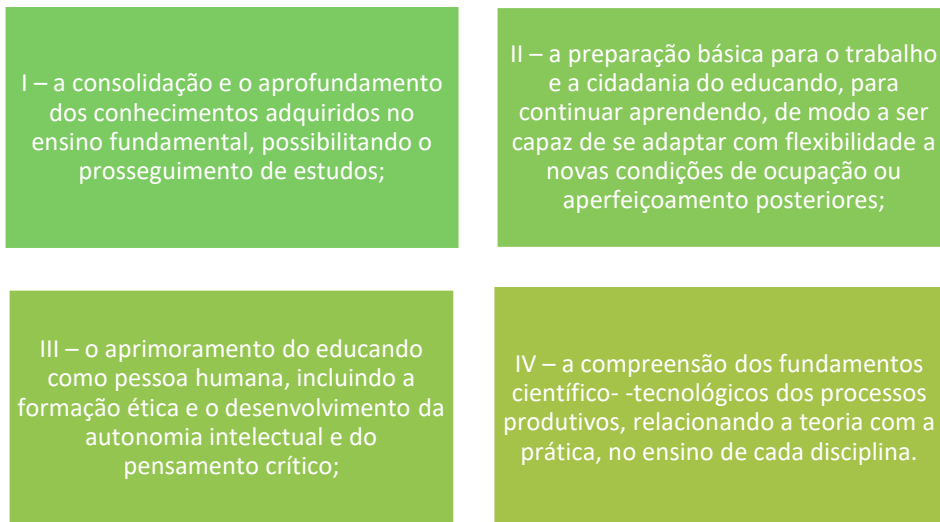 I – a consolidação e o aprofundamento
dos conhecimentos adquiridos no
ensino fundamental, possibilitando o
prosseguimento de estudos;
II – a preparação básica para o trabalho
e a cidadania do educando, para
continuar aprendendo, de modo a ser
capaz de se adaptar com flexibilidade a
novas condições de ocupação ou
aperfeiçoamento posteriores;
III – o aprimoramento do educando
como pessoa humana, incluindo a
formação ética e o desenvolvimento da
autonomia intelectual e do
pensamento crítico;
IV – a compreensão dos fundamentos
científico- -tecnológicos dos processos
produtivos, relacionando a teoria com a
prática, no ensino de cada disciplina.